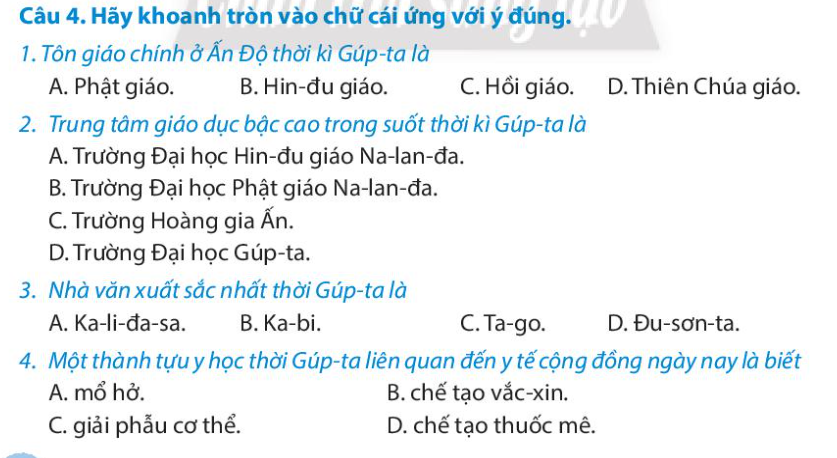 Câu 4. Hãy khoanh tròn vào chữ cái ứng với ý đúng.
1. Tôn giáo chính ở Ấn Độ thời kì Gúp-ta là
A. Phật giáo. B. Hin-đu giáo. C. Hồi giáo. D. Thiên Chúa giáo.
2. Trung tâm giáo dục bậc cao trong suốt thời kì Gúp-ta là
A. Trường Đại học Hin-đu giáo Na-lan-đa.
B. Trường Đại học Phật giáo Na-lan-đa.
C. Trường Hoàng gia Ấn.
D. Trường Đại học Gúp-ta.
3. Nhà văn xuất sắc nhất thời Gúp-ta là
A. Ka-li-đa-sa. B. Ka-bi. C. Ta-go. D. Đu-sơn-ta.
4. Một thành tựu y học thời Gúp-ta liên quan đến y tế cộng đồng ngày nay là biết
A. mổ hở. B. chế tạo vắc-xin.
C. giải phẫu cơ thể. D. chế tạo thuốc mê.